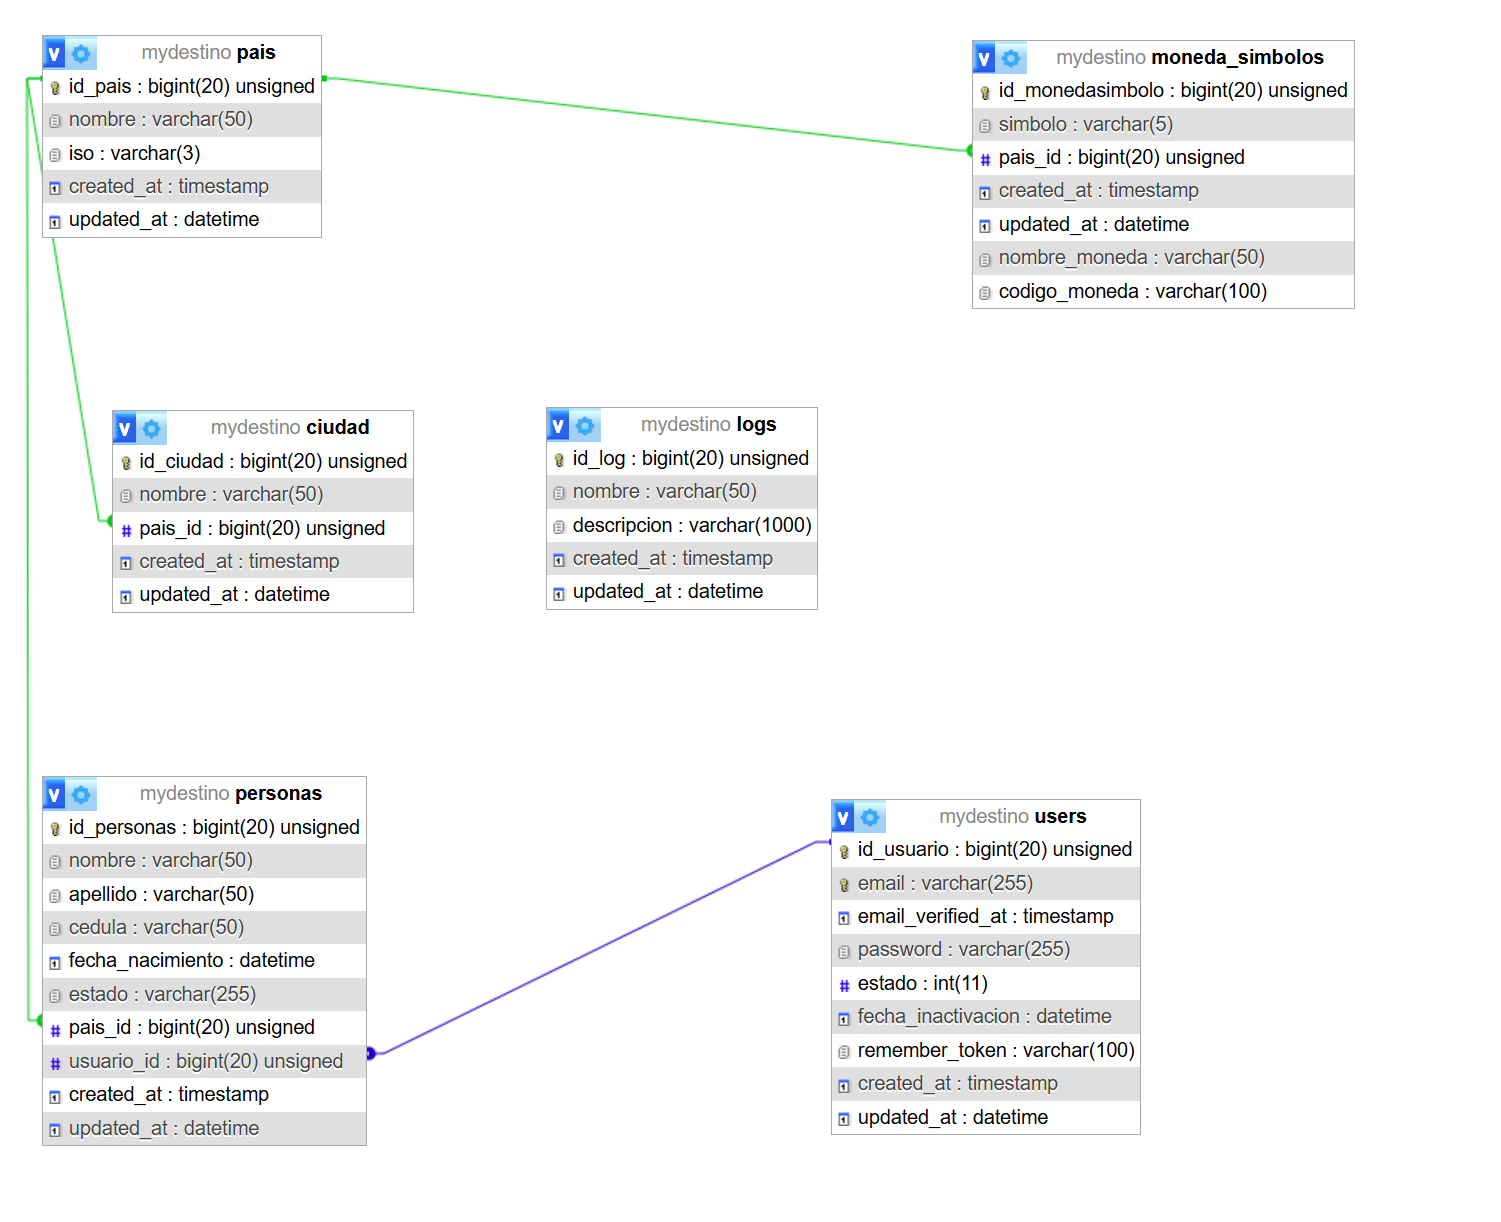 v mydestino pais
id_pais : bigint(20) unsigned
nombre : varchar(50)
iso : varchar(3)
created_at : timestamp
updated_at : datetime
v mydestino moneda_simbolos
id_monedasimbolo : bigint(20) unsigned
simbolo : varchar(5)
# pais_id : bigint(20) unsigned
created_at : timestamp
updated_at : datetime
nombre_moneda : varchar(50)
codigo_moneda : varchar(100)
v mydestino ciudad
id_ciudad : bigint(20) unsigned
nombre : varchar(50)
# pais_id : bigint(20) unsigned
created_at : timestamp
updated_at : datetime
v mydestino logs
id_log : bigint(20) unsigned
nombre : varchar(50)
descripcion : varchar(1000)
created_at : timestamp
updated_at : datetime
v mydestino personas
id_personas : bigint(20) unsigned
nombre : varchar(50)
apellido : varchar(50)
cedula : varchar(50)
fecha_nacimiento : datetime
estado : varchar(255)
# pais_id : bigint(20) unsigned
# usuario_id : bigint(20) unsigned
created_at : timestamp
updated_at : datetime
v mydestino users
id_usuario : bigint(20) unsigned
email : varchar(255)
email_verified_at : timestamp
password : varchar(255)
# estado : int(11)
fecha_inactivacion : datetime
remember_token : varchar(100)
created_at : timestamp
updated_at : datetime